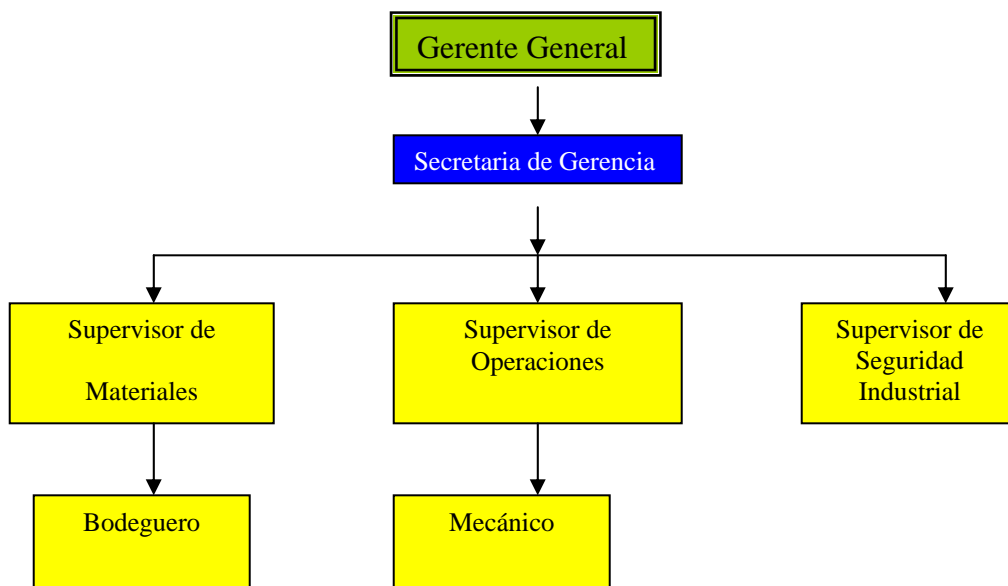 Gerente General
Secretaria de Gerencia
Supervisor de
Materiales
Supervisor de
Operaciones
Supervisor de
Seguridad
Industrial
Bodeguero
Mecánico